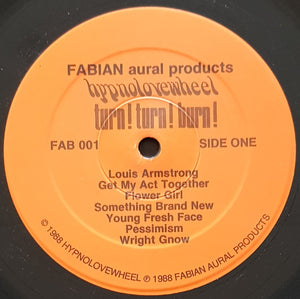 FABIAN aural products
hypnolovewheel
turn! turn! burn!
FAB 001 SIDE ONE
Louis Armstrong
Get My Act Together
Flower Girl
Something Brand New
Young Fresh Face
Pessimism
Wright Gnow
© 1988 HYPNOLOVEWHEEL ℗ 1988 FABIAN AURAL PRODUCTS